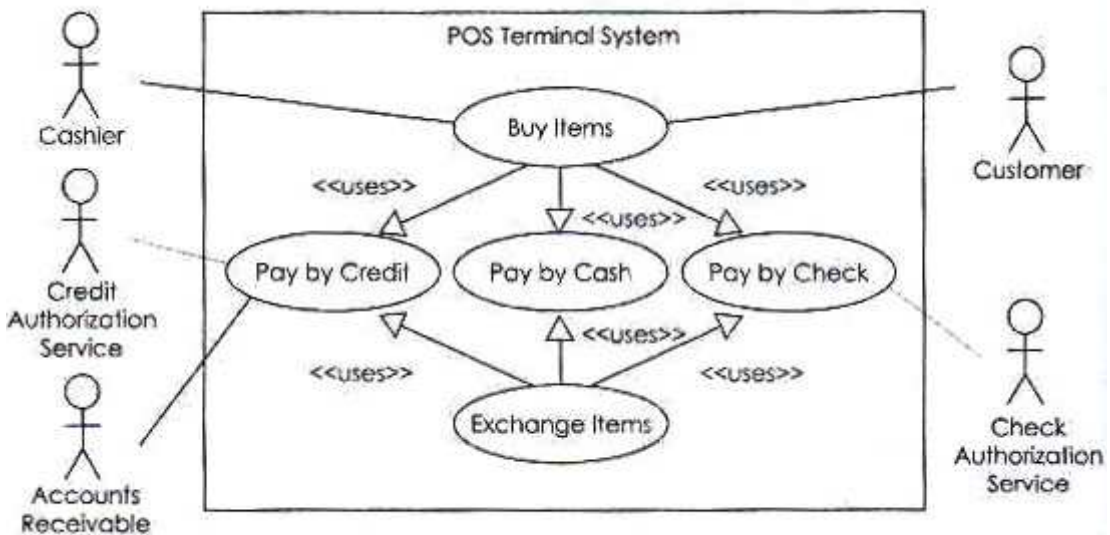 POS Terminal System
Cashier
Buy Items
Customer
<<uses>>
<<uses>>
<<uses>>
Credit
Authorization
Service
Pay by Credit
Pay by Cash
Pay by Check
<<uses>>
<<uses>>
<<uses>>
Exchange Items
Accounts
Receivable
Check
Authorization
Service